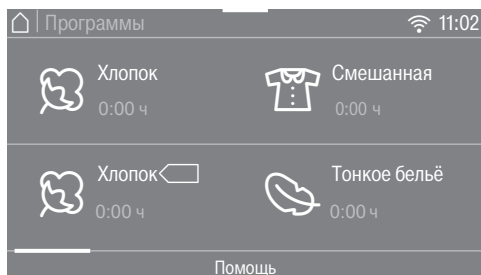 Программы 11:02
Хлопок Смешанная
0:00 ч 0:00 ч
Хлопок Тонкое бельё
0:00 ч 0:00 ч
Помощь